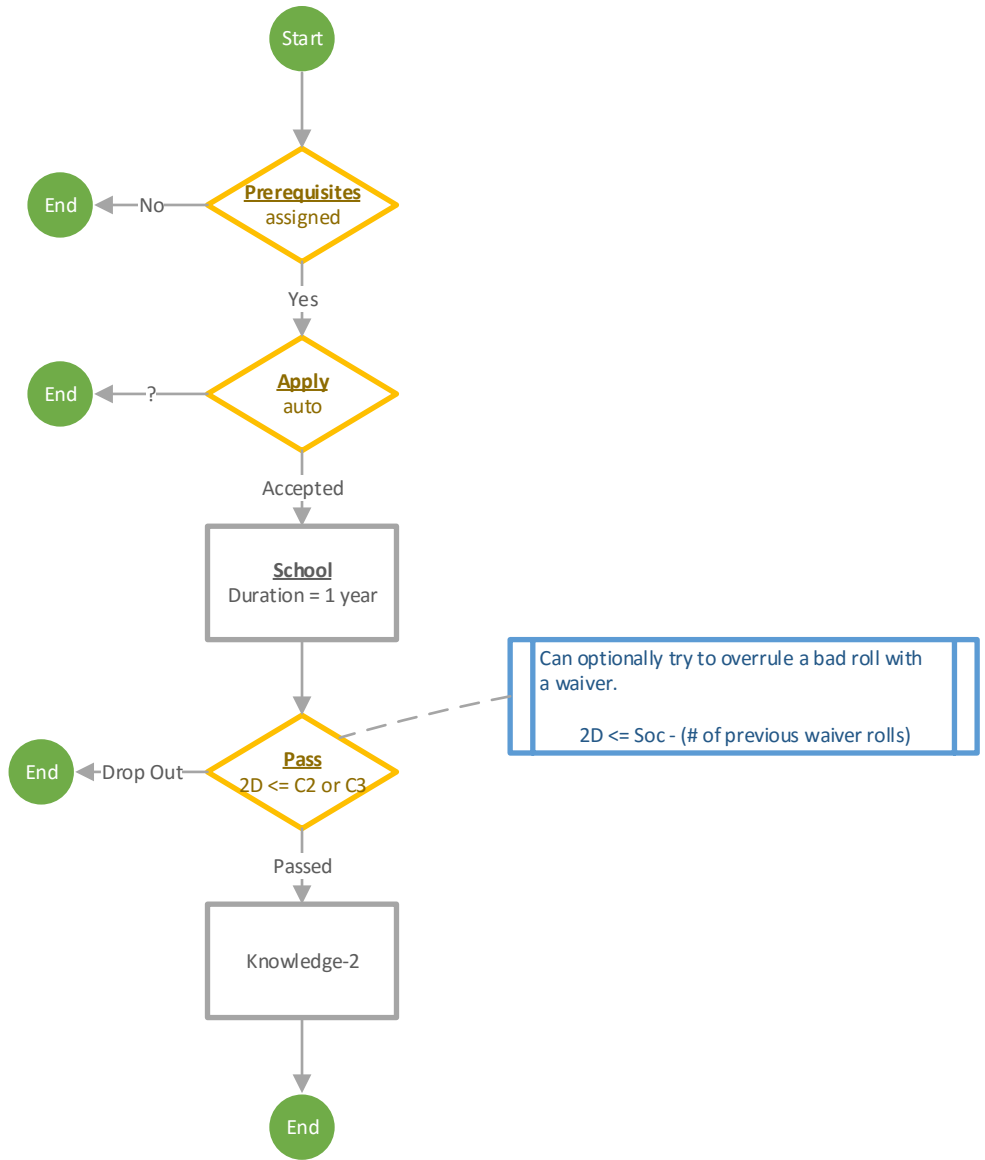 Start
Prerequisites
assigned
End
No
Yes
Apply
auto
End
?
Accepted
School
Duration = 1 year
Can optionally try to overrule a bad roll with
a waiver.
2D <= Soc - (# of previous waiver rolls)
Pass
2D <= C2 or C3
End
Drop Out
Passed
Knowledge-2
End